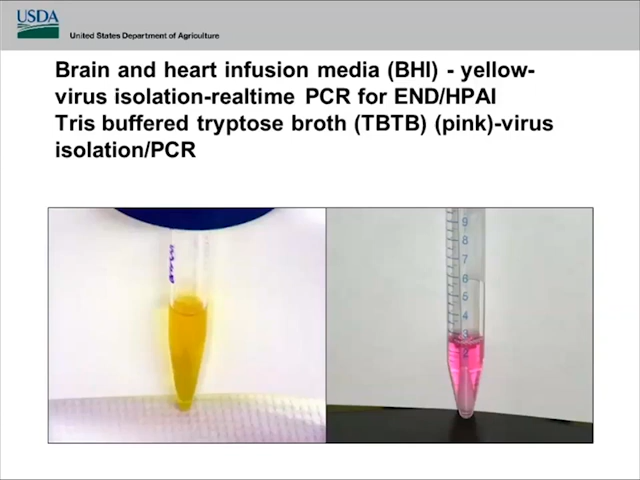 USDA
United States Department of Agriculture
Brain and heart infusion media (BHI) - yellow-
virus isolation-realtime PCR for END/HPAI
Tris buffered tryptose broth (TBTB) (pink)-virus
isolation/PCR
9
8
7
6
5
4
3
2